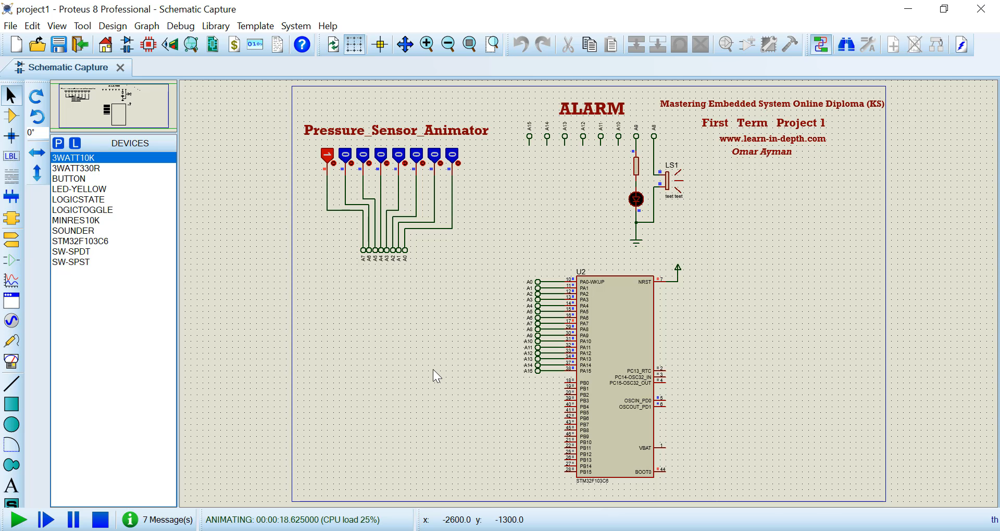 project1 - Proteus 8 Professional - Schematic Capture
File Edit View Tool Design Graph Debug Library Template System Help
Schematic Capture
0°
P L DEVICES
LBL
3WATT10K
3WATT330R
BUTTON
LED-YELLOW
LOGICSTATE
LOGICTOGGLE
MINRES10K
SOUNDER
STM32F103C6
SW-SPDT
SW-SPST
A
S
ALARM
Mastering Embedded System Online Diploma (KS)
First Term Project 1
www.learn-in-depth.com
Omar Ayman
Pressure_Sensor_Animator
A15 A14 A13 A12 A11 A10 A9 A8
1 0 0 0 0 0 0 0
LS1
teet teet
A7 A6 A5 A4 A3 A2 A1 A0
U2
A0 10 PA0-WKUP NRST 7
A1 11 PA1
A2 12 PA2
A3 13 PA3
A4 14 PA4
A5 15 PA5
A6 16 PA6
A7 17 PA7
A8 29 PA8
A9 30 PA9
A10 31 PA10
A11 32 PA11
A12 33 PA12
A13 34 PA13
A14 37 PA14
A15 38 PA15 PC13_RTC 2
PC14-OSC32_IN 3
18 PB0 PC15-OSC32_OUT 4
19 PB1
20 PB2
39 PB3 OSCIN_PD0 5
40 PB4 OSCOUT_PD1 6
41 PB5
42 PB6
43 PB7
45 PB8
46 PB9
21 PB10
22 PB11 VBAT 1
25 PB12
26 PB13
27 PB14
28 PB15 BOOT0 44
STM32F103C6
7 Message(s) ANIMATING: 00:00:18.625000 (CPU load 25%) x: -2600.0 y: -1300.0 th